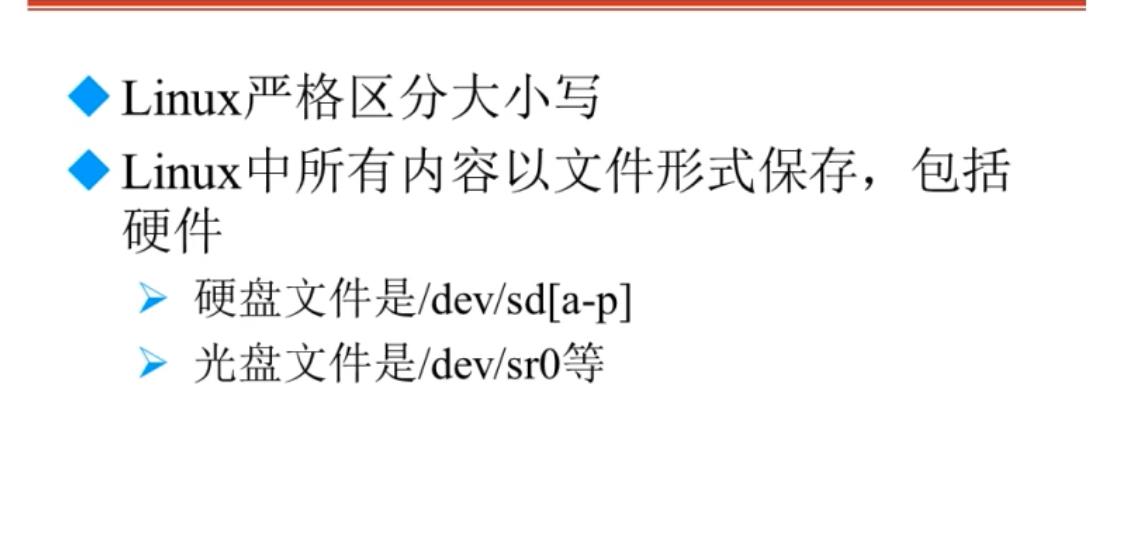 Linux严格区分大小写
Linux中所有内容以文件形式保存，包括
硬件
硬盘文件是/dev/sd[a-p]
光盘文件是/dev/sr0等